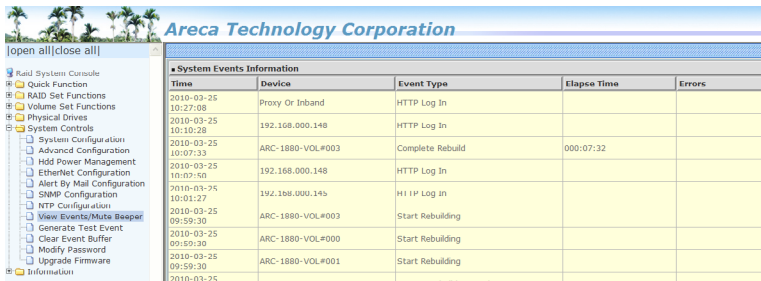 Areca Technology Corporation
|open all|close all|
Raid System Console
Quick Function
RAID Set Functions
Volume Set Functions
Physical Drives
System Controls
System Configuration
Advanced Configuration
Hdd Power Management
EtherNet Configuration
Alert By Mail Configuration
SNMP Configuration
NTP Configuration
View Events/Mute Beeper
Generate Test Event
Clear Event Buffer
Modify Password
Upgrade Firmware
Information
System Events Information
Time Device Event Type Elapse Time Errors
2010-03-25
10:27:08 Proxy Or Inband HTTP Log In
2010-03-25
10:10:28 192.168.000.148 HTTP Log In
2010-03-25
10:07:33 ARC-1880-VOL#003 Complete Rebuild 000:07:32
2010-03-25
10:02:50 192.168.000.148 HTTP Log In
2010-03-25
10:01:27 192.168.000.145 HTTP Log In
2010-03-25
09:59:30 ARC-1880-VOL#003 Start Rebuilding
2010-03-25
09:59:30 ARC-1880-VOL#000 Start Rebuilding
2010-03-25
09:59:30 ARC-1880-VOL#001 Start Rebuilding
2010-03-25